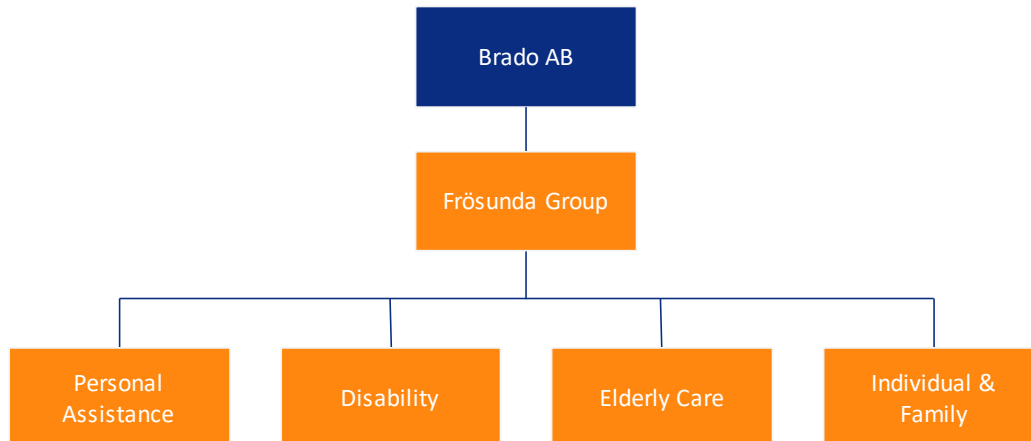 Brado AB
Frösunda Group
Personal
Assistance
Disability
Elderly Care
Individual &
Family